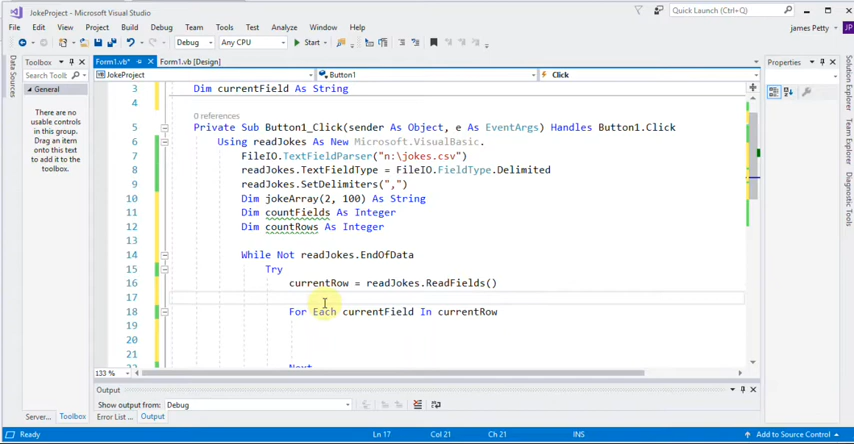 JokeProject - Microsoft Visual Studio
Quick Launch (Ctrl+Q)
File Edit View Project Build Debug Team Tools Test Analyze Window Help
james Petty JP
Debug Any CPU Start
Data Sources
Toolbox
Search Toolb
General
There are no usable controls in this group. Drag an item onto this text to add it to the toolbox.
Form1.vb* Form1.vb [Design]
JokeProject Button1 Click
3 Dim currentField As String
4
0 references
5 Private Sub Button1_Click(sender As Object, e As EventArgs) Handles Button1.Click
6 Using readJokes As New Microsoft.VisualBasic.
7 FileIO.TextFieldParser("n:\jokes.csv")
8 readJokes.TextFieldType = FileIO.FieldType.Delimited
9 readJokes.SetDelimiters(",")
10 Dim jokeArray(2, 100) As String
11 Dim countFields As Integer
12 Dim countRows As Integer
13
14 While Not readJokes.EndOfData
15 Try
16 currentRow = readJokes.ReadFields()
17
18 For Each currentField In currentRow
19
20
21
Next
133 %
Properties
Solution Explorer
Team Explorer
Diagnostic Tools
Output
Show output from: Debug
Server... Toolbox Error List ... Output
Ready Ln 17 Col 21 Ch 21 INS Add to Source Control